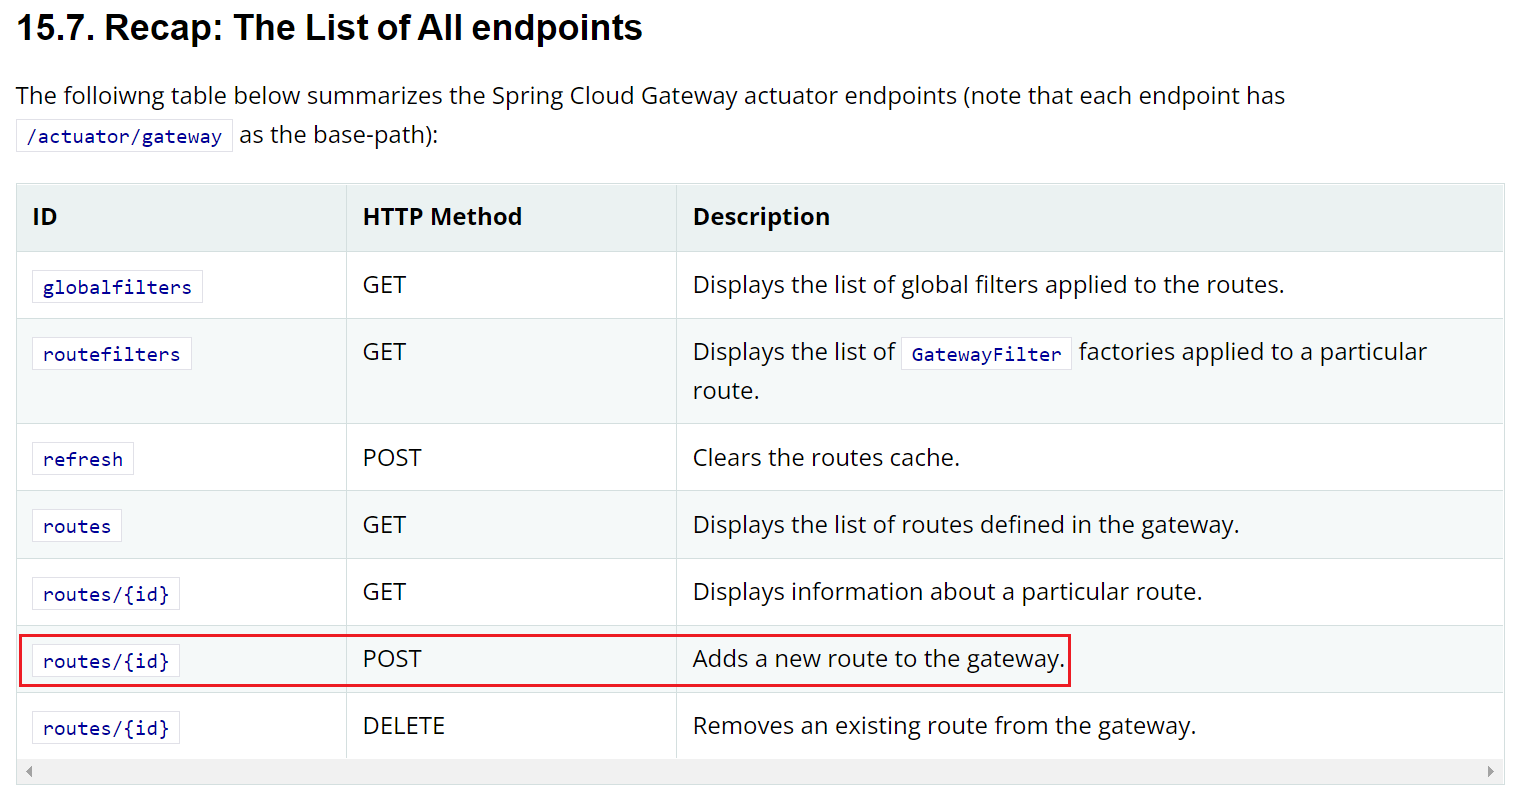 15.7. Recap: The List of All endpoints
The folloiwng table below summarizes the Spring Cloud Gateway actuator endpoints (note that each endpoint has
/actuator/gateway as the base-path):
ID HTTP Method Description
globalfilters GET Displays the list of global filters applied to the routes.
routefilters GET Displays the list of GatewayFilter factories applied to a particular
route.
refresh POST Clears the routes cache.
routes GET Displays the list of routes defined in the gateway.
routes/{id} GET Displays information about a particular route.
routes/{id} POST Adds a new route to the gateway.
routes/{id} DELETE Removes an existing route from the gateway.